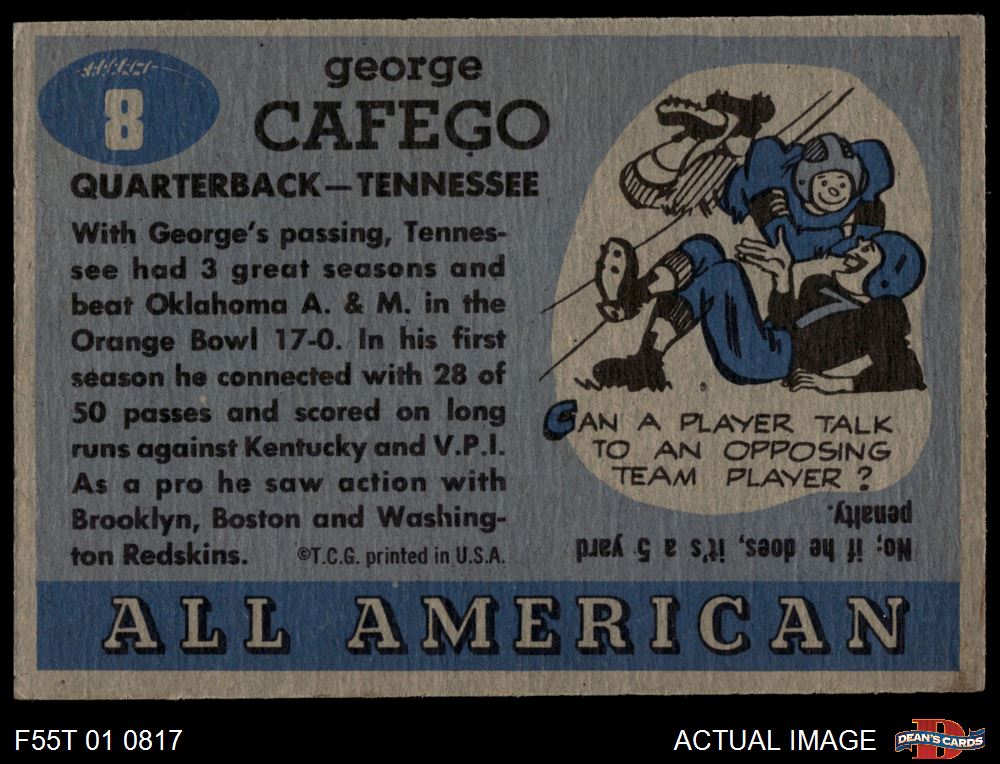 8
george
CAFEGO
QUARTERBACK—TENNESSEE
With George's passing, Tennes-
see had 3 great seasons and
beat Oklahoma A. & M. in the
Orange Bowl 17-0. In his first
season he connected with 28 of
50 passes and scored on long
runs against Kentucky and V.P.I.
As a pro he saw action with
Brooklyn, Boston and Washing-
ton Redskins. ©T.C.G. printed in U.S.A.
CAN A PLAYER TALK
TO AN OPPOSING
TEAM PLAYER?
No; if he does, it's a 5 yard
penalty.
ALL AMERICAN
F55T 01 0817
ACTUAL IMAGE
D
DEAN'S CARDS